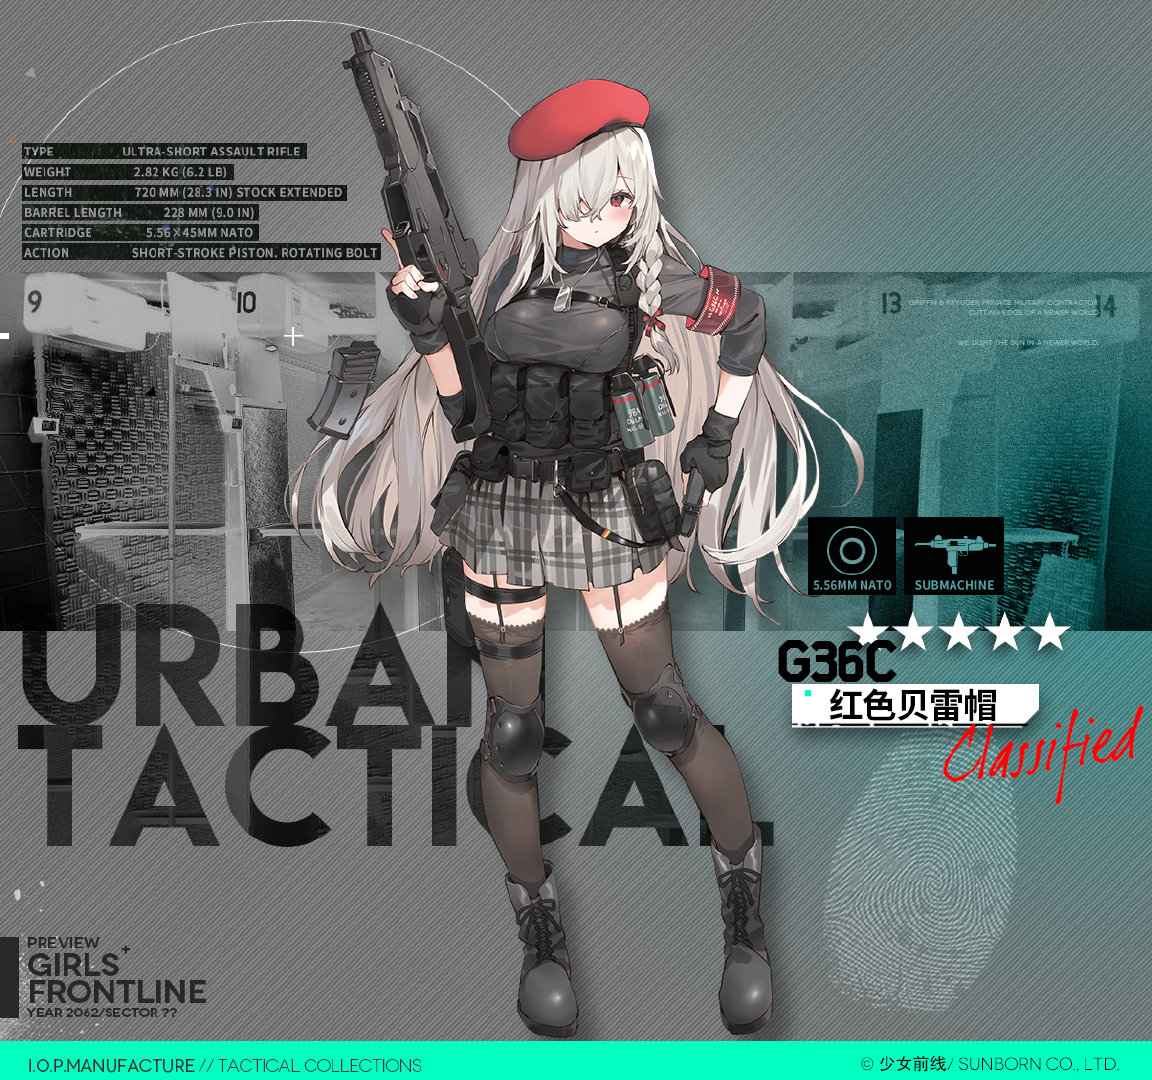 TYPE ULTRA-SHORT ASSAULT RIFLE
WEIGHT 2.82 KG (6.2 LB)
LENGTH 720 MM (28.3 IN) STOCK EXTENDED
BARREL LENGTH 228 MM (9.0 IN)
CARTRIDGE 5.56×45MM NATO
ACTION SHORT-STROKE PISTON, ROTATING BOLT
9
10
13
14
GRIFFIN & KRYUGER PRIVATE MILITARY CONTRACTOR
CUTTING EDGE OF A NEWER WORLD
WE LIGHT THE SUN IN A NEWER WORLD.
5.56MM NATO
SUBMACHINE
URBAN
TACTICAL
G36C
红色贝雷帽
Classified
PREVIEW
GIRLS+
FRONTLINE
YEAR 2062/SECTOR ??
I.O.P.MANUFACTURE // TACTICAL COLLECTIONS
© 少女前线/ SUNBORN CO., LTD.